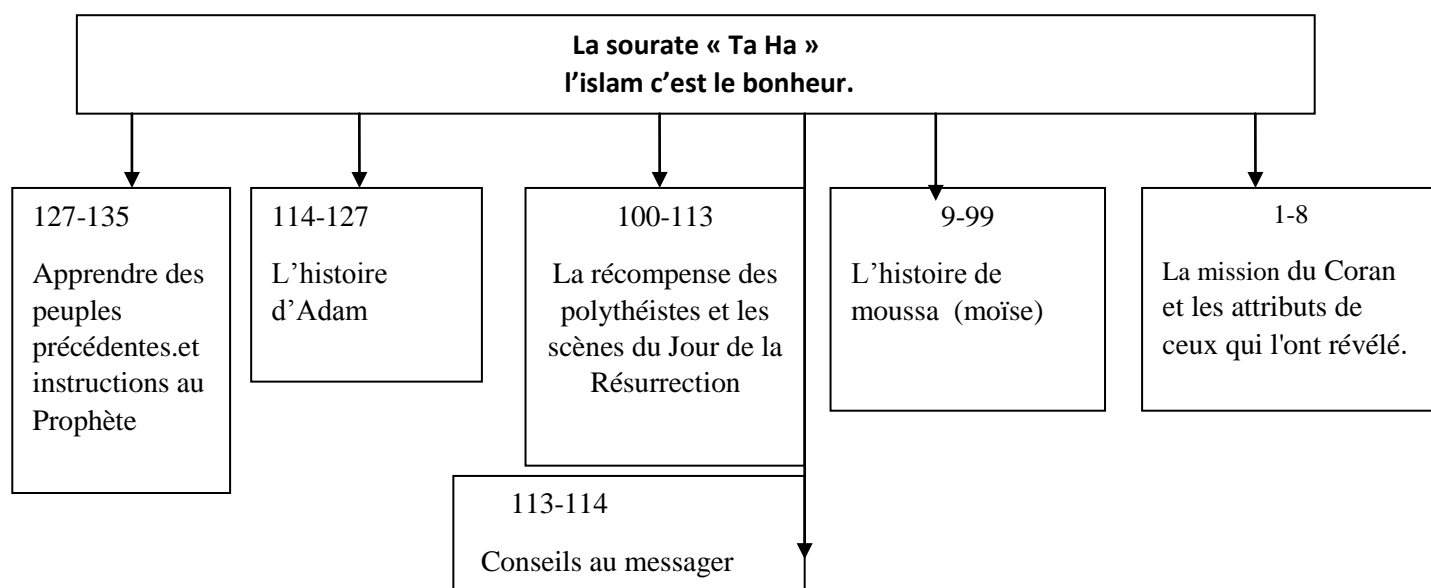 La sourate « Ta Ha »
l’islam c’est le bonheur.
127-135
Apprendre des
peuples
précédentes.et
instructions au
Prophète
114-127
L’histoire
d’Adam
100-113
La récompense des
polythéistes et les
scènes du Jour de la
Résurrection
9-99
L’histoire de
moussa (moïse)
1-8
La mission du Coran
et les attributs de
ceux qui l'ont révélé.
113-114
Conseils au messager